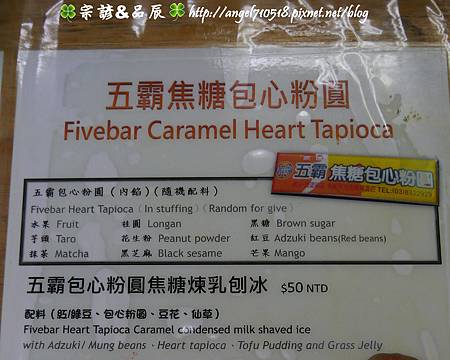 🍀宗諺&品辰🍀 http://angel710518.pixnet.net/blog
五霸焦糖包心粉圓
Fivebar Caramel Heart Tapioca
五霸 焦糖包心粉圓
五霸包心粉圓(內餡)(隨機配料)
Fivebar Heart Tapioca (In stuffing) (Random for give)
水果 Fruit 桂圓 Longan 黑糖 Brown sugar
芋頭 Taro 花生粉 Peanut powder 紅豆 Adzuki beans(Red beans)
抹茶 Matcha 黑芝麻 Black sesame 芒果 Mango
五霸包心粉圓焦糖煉乳刨冰 $50 NTD
配料(紅/綠豆、包心粉圓、豆花、仙草)
Fivebar Heart Tapioca Caramel condensed milk shaved ice
with Adzuki/ Mung beans、Heart tapioca、Tofu Pudding and Grass Jelly